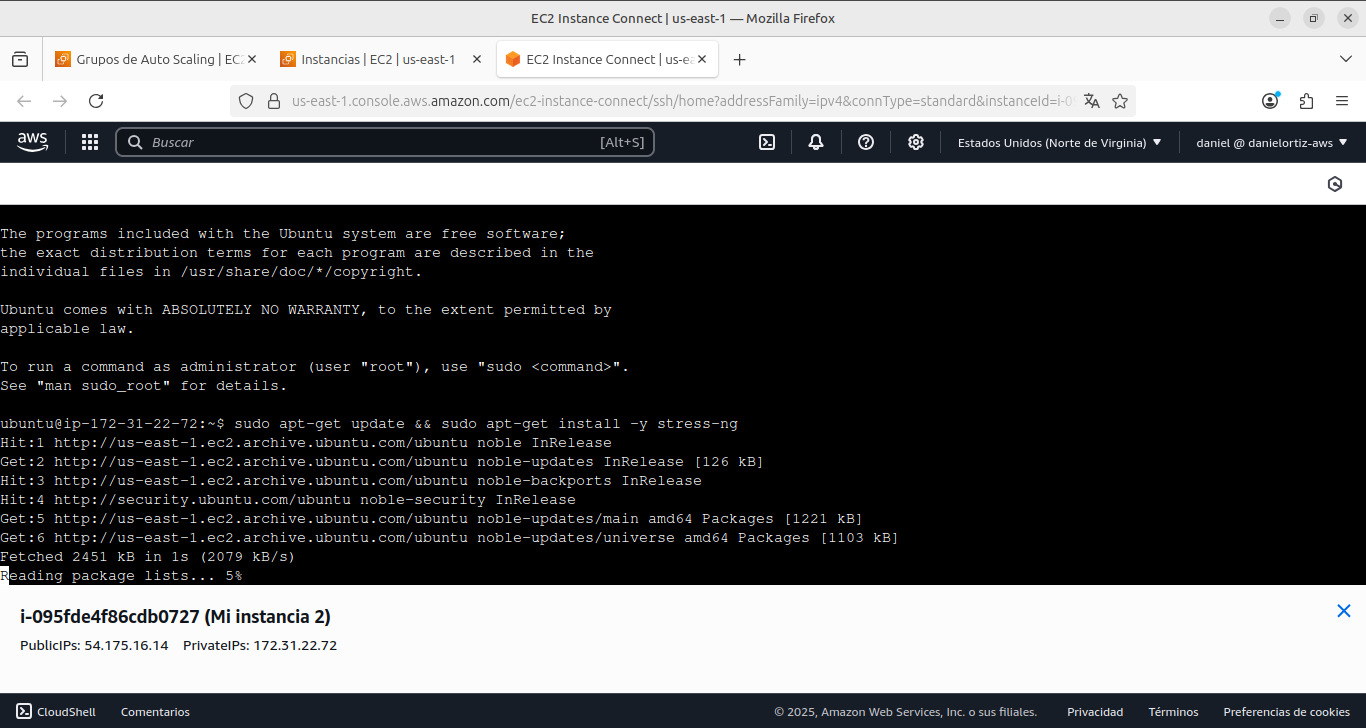 EC2 Instance Connect | us-east-1 — Mozilla Firefox
Grupos de Auto Scaling | EC2
Instancias | EC2 | us-east-1
EC2 Instance Connect | us-ea
us-east-1.console.aws.amazon.com/ec2-instance-connect/ssh/home?addressFamily=ipv4&connType=standard&instanceId=i-09
aws
Buscar
[Alt+S]
Estados Unidos (Norte de Virginia)
daniel @ danielortiz-aws
The programs included with the Ubuntu system are free software;
the exact distribution terms for each program are described in the
individual files in /usr/share/doc/*/copyright.
Ubuntu comes with ABSOLUTELY NO WARRANTY, to the extent permitted by
applicable law.
To run a command as administrator (user "root"), use "sudo <command>".
See "man sudo_root" for details.
ubuntu@ip-172-31-22-72:~$ sudo apt-get update && sudo apt-get install -y stress-ng
Hit:1 http://us-east-1.ec2.archive.ubuntu.com/ubuntu noble InRelease
Get:2 http://us-east-1.ec2.archive.ubuntu.com/ubuntu noble-updates InRelease [126 kB]
Hit:3 http://us-east-1.ec2.archive.ubuntu.com/ubuntu noble-backports InRelease
Hit:4 http://security.ubuntu.com/ubuntu noble-security InRelease
Get:5 http://us-east-1.ec2.archive.ubuntu.com/ubuntu noble-updates/main amd64 Packages [1221 kB]
Get:6 http://us-east-1.ec2.archive.ubuntu.com/ubuntu noble-updates/universe amd64 Packages [1103 kB]
Fetched 2451 kB in 1s (2079 kB/s)
Reading package lists... 5%
i-095fde4f86cdb0727 (Mi instancia 2)
PublicIPs: 54.175.16.14 PrivateIPs: 172.31.22.72
CloudShell
Comentarios
© 2025, Amazon Web Services, Inc. o sus filiales.
Privacidad
Términos
Preferencias de cookies